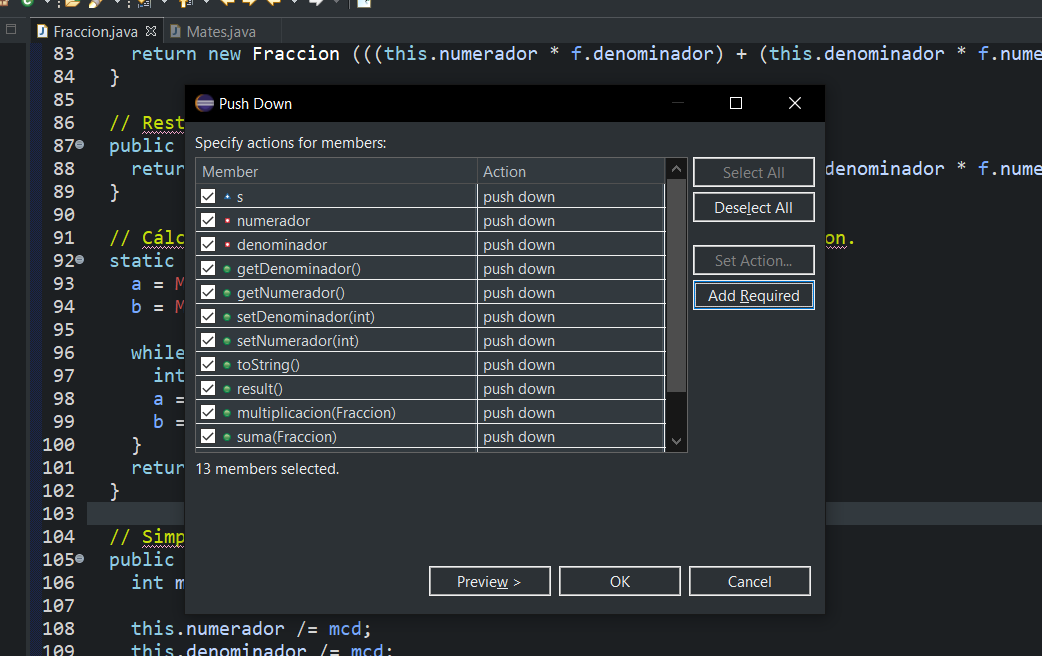 Fraccion.java Mates.java
83 return new Fraccion (((this.numerador * f.denominador) + (this.denominador * f.nume
84 }
85
Push Down
86 // Rest
Specify actions for members:
87 public
Member Action Select All
88 retur denominador * f.nume
89 }
s push down
Deselect All
90
numerador push down
91 // Cálc on.
denominador push down
92 static
getDenominador() push down Set Action...
93 a = M
getNumerador() push down Add Required
94 b = M
setDenominador(int) push down
95
setNumerador(int) push down
96 while
toString() push down
97 int
result() push down
98 a =
multiplicacion(Fraccion) push down
99 b =
suma(Fraccion) push down
100 }
101 retur
13 members selected.
102 }
103
104 // Simp
105 public
106 int m
Preview > OK Cancel
107
108 this.numerador /= mcd;
109 this.denominador /= mcd;